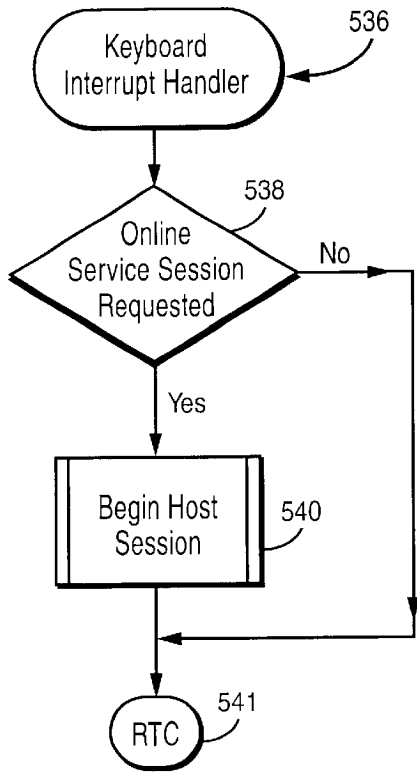 Keyboard
Interrupt Handler
536
538
Online
Service Session
Requested
No
Yes
Begin Host
Session
540
541
RTC